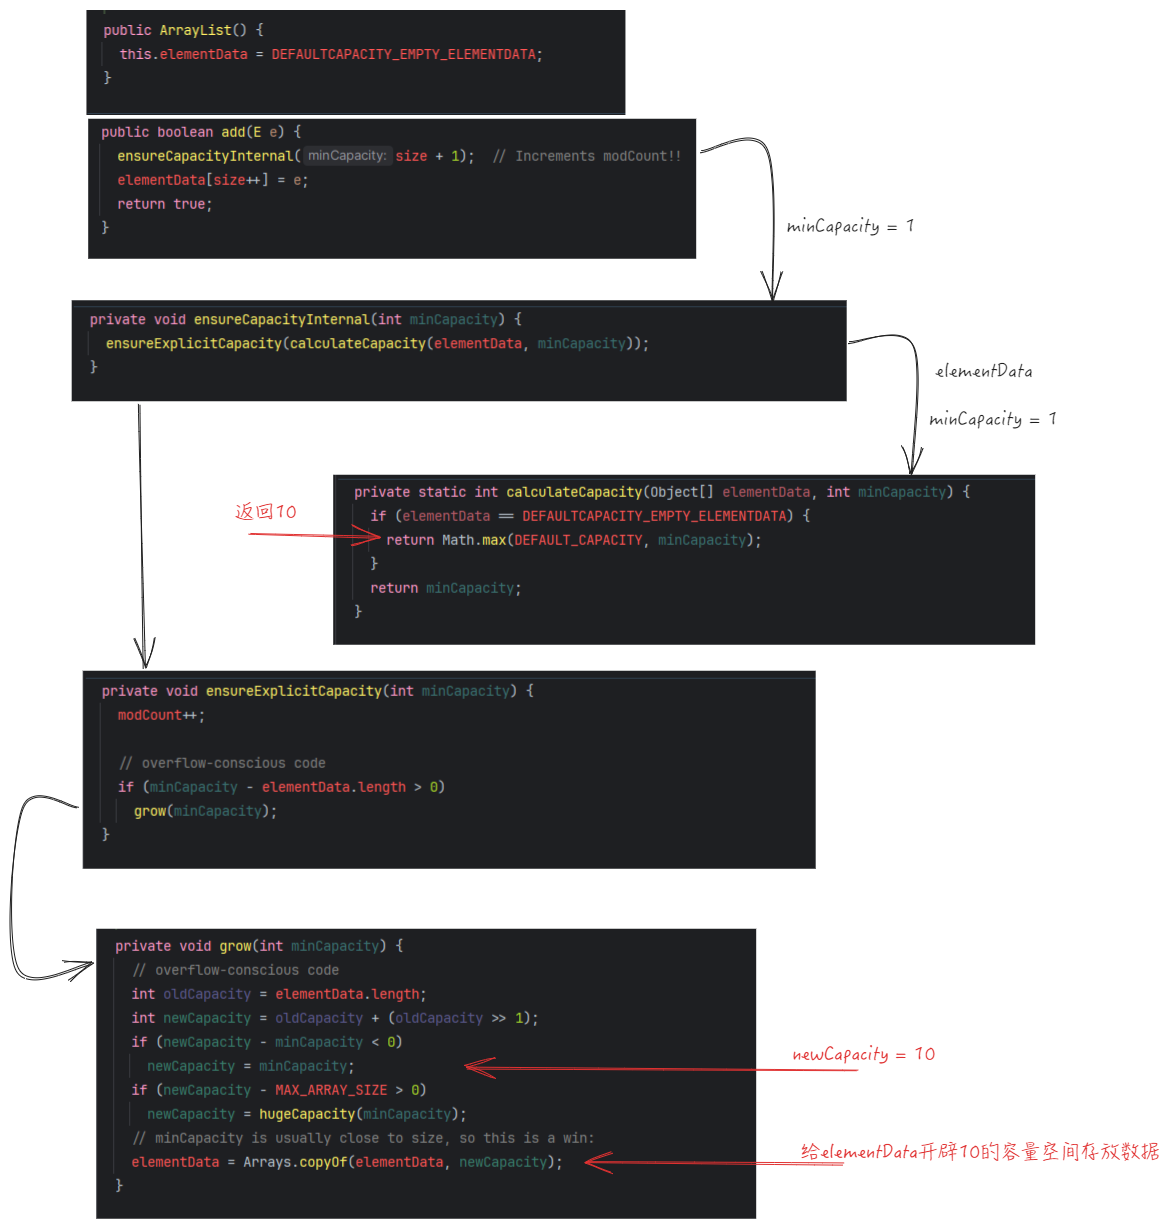 public ArrayList() {
this.elementData = DEFAULTCAPACITY_EMPTY_ELEMENTDATA;
}
public boolean add(E e) {
ensureCapacityInternal( minCapacity: size + 1);  // Increments modCount!!
elementData[size++] = e;
return true;
}
minCapacity = 1
private void ensureCapacityInternal(int minCapacity) {
ensureExplicitCapacity(calculateCapacity(elementData, minCapacity));
}
elementData
minCapacity = 1
返回10
private static int calculateCapacity(Object[] elementData, int minCapacity) {
if (elementData == DEFAULTCAPACITY_EMPTY_ELEMENTDATA) {
return Math.max(DEFAULT_CAPACITY, minCapacity);
}
return minCapacity;
}
private void ensureExplicitCapacity(int minCapacity) {
modCount++;
// overflow-conscious code
if (minCapacity - elementData.length > 0)
grow(minCapacity);
}
private void grow(int minCapacity) {
// overflow-conscious code
int oldCapacity = elementData.length;
int newCapacity = oldCapacity + (oldCapacity >> 1);
if (newCapacity - minCapacity < 0)
newCapacity = minCapacity;
newCapacity = 10
if (newCapacity - MAX_ARRAY_SIZE > 0)
newCapacity = hugeCapacity(minCapacity);
// minCapacity is usually close to size, so this is a win:
elementData = Arrays.copyOf(elementData, newCapacity);
给elementData开辟10的容量空间存放数据
}